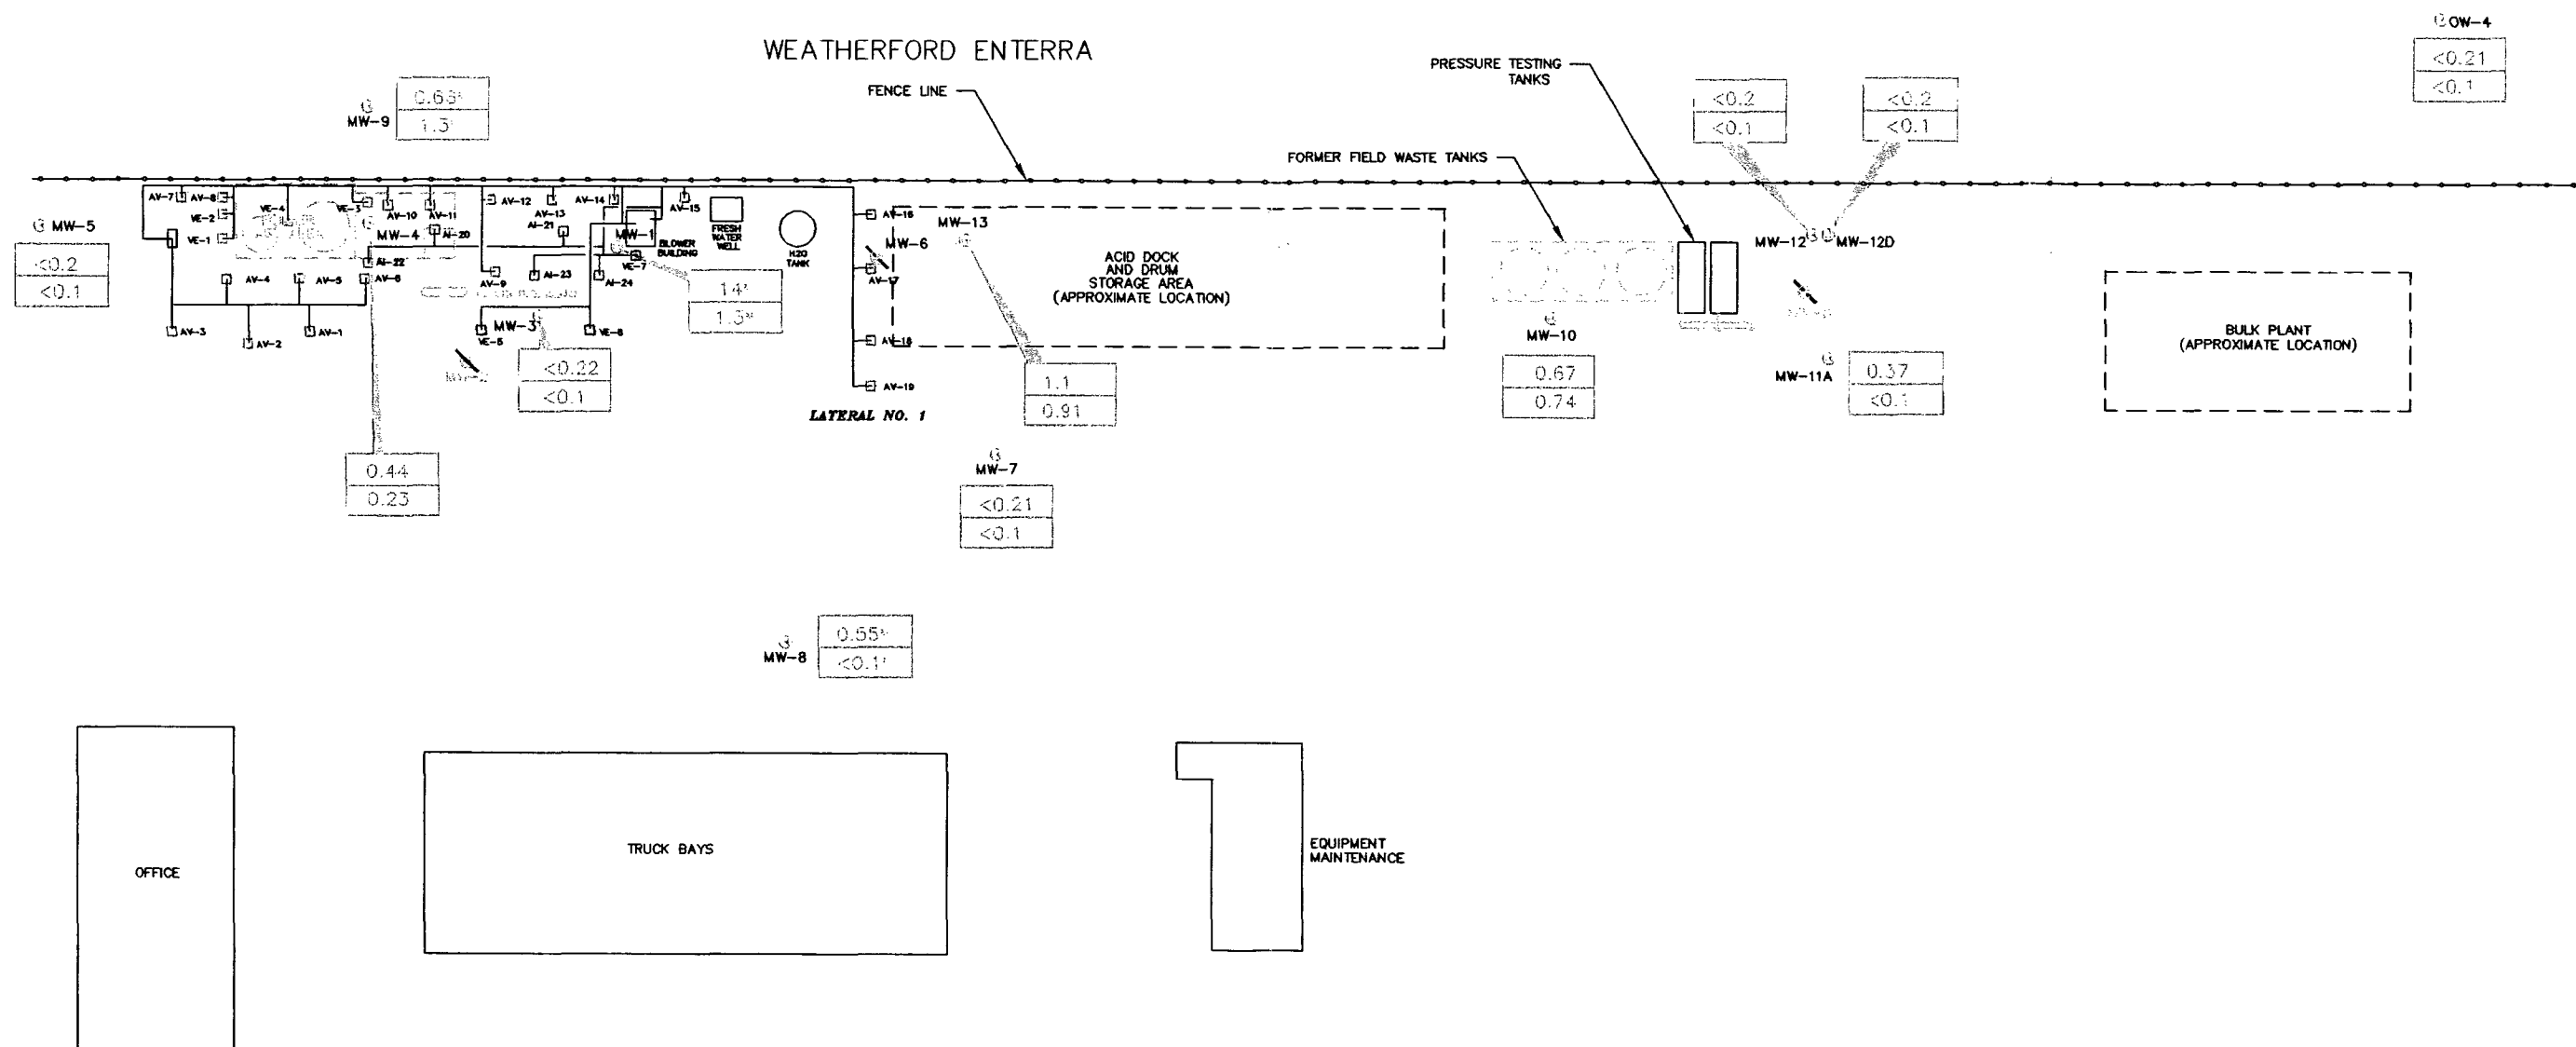 OW-4
<0.21
<0.1
WEATHERFORD ENTERRA
PRESSURE TESTING
TANKS
FENCE LINE
MW-9
1.3
<0.2
<0.1
<0.2
<0.1
FORMER FIELD WASTE TANKS
AV-7
AV-8
VE-2
VE-1
VE-4
VE-3
AV-10
AV-11
AV-12
AV-13
AV-14
AV-15
MW-5
<0.2
<0.1
MW-4
AI-20
AI-21
MW-1
BLOWER
BUILDING
FRESH
WATER
WELL
H2O
TANK
AV-16
MW-6
AV-17
MW-13
ACID DOCK
AND DRUM
STORAGE AREA
(APPROXIMATE LOCATION)
MW-12
MW-12D
AI-22
AV-4
AV-5
AV-6
AV-9
AI-23
AI-24
VE-7
14
1.3
AV-3
AV-2
AV-1
MW-3
VE-5
VE-6
AV-18
AV-19
<0.22
<0.1
LATERAL NO. 1
1.1
0.91
MW-10
0.67
0.74
MW-11A
0.37
<0.1
BULK PLANT
(APPROXIMATE LOCATION)
0.44
0.23
MW-7
<0.21
<0.1
MW-8
0.55
<0.1
OFFICE
TRUCK BAYS
EQUIPMENT
MAINTENANCE